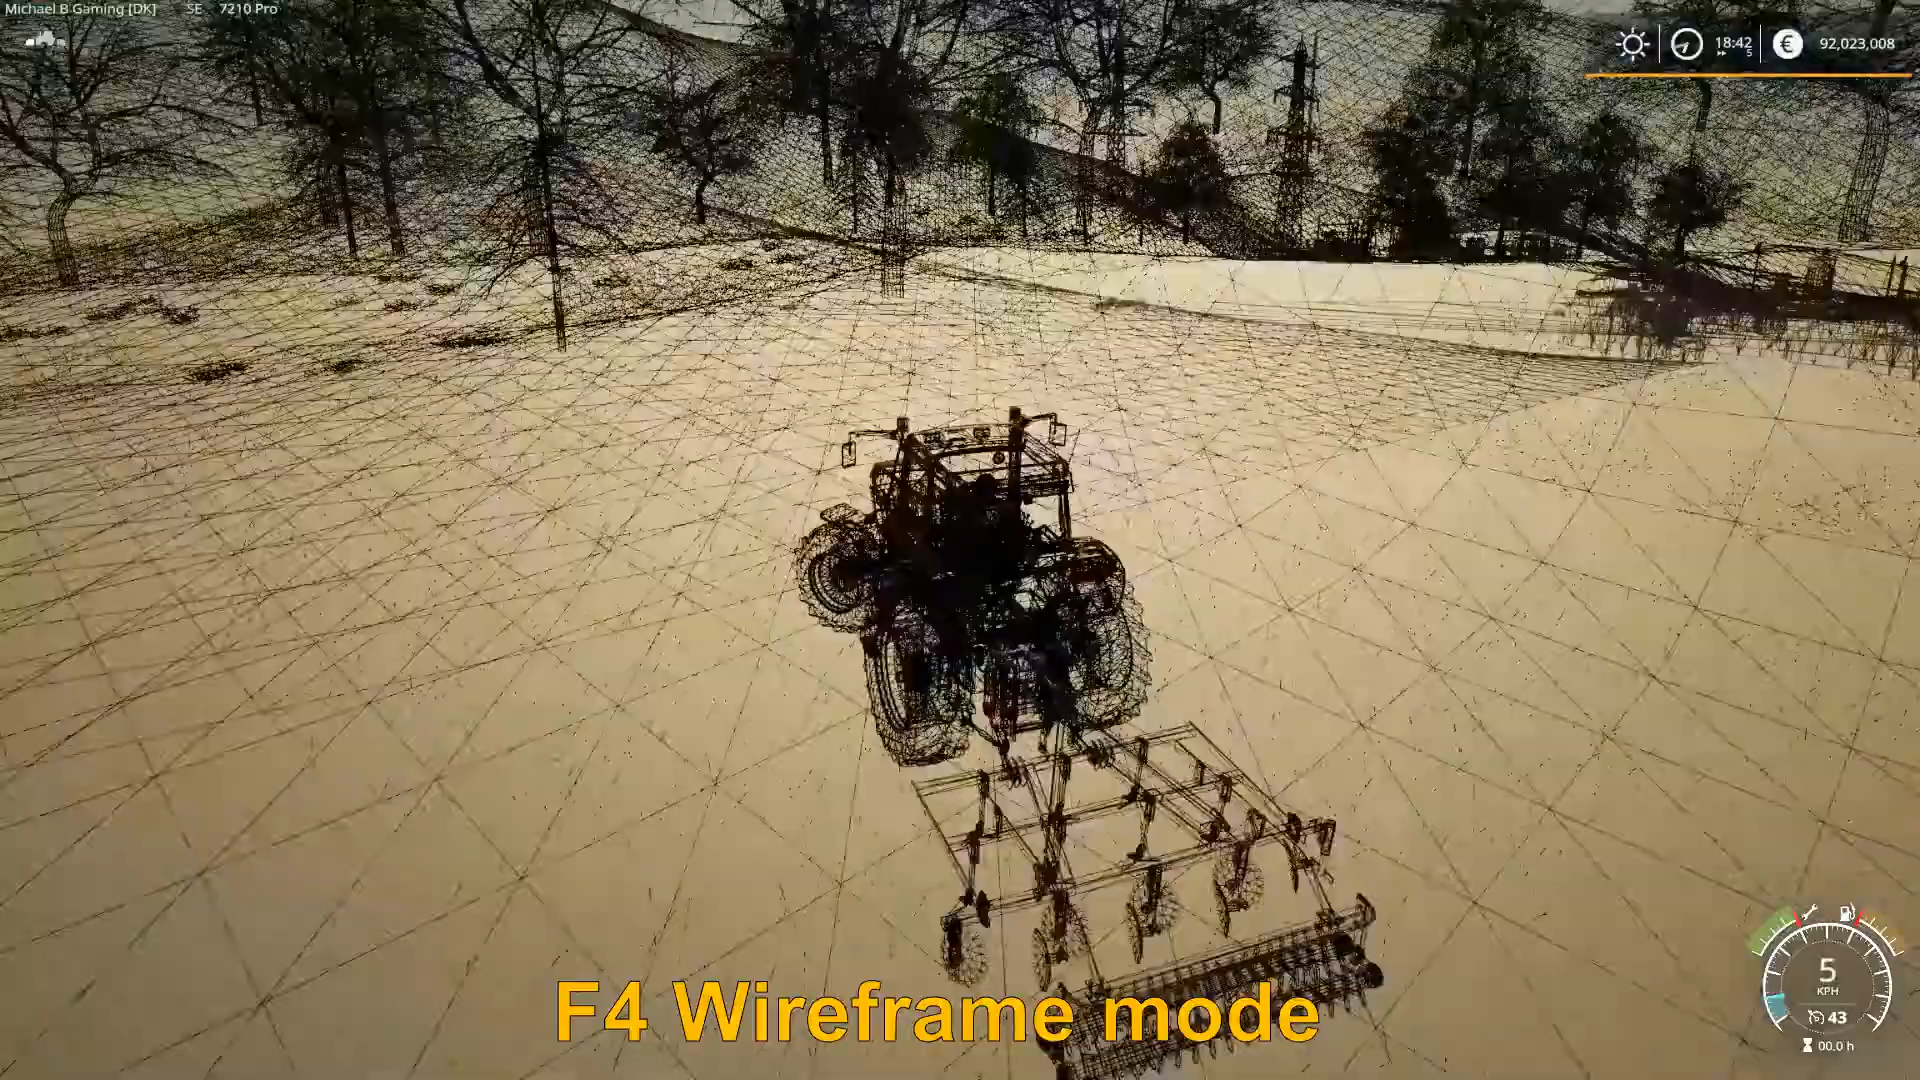 Michael B Gaming [DK] SE 7210 Pro
18:42 92,023,008
5
5
KPH
43
00.0 h
F4 Wireframe mode